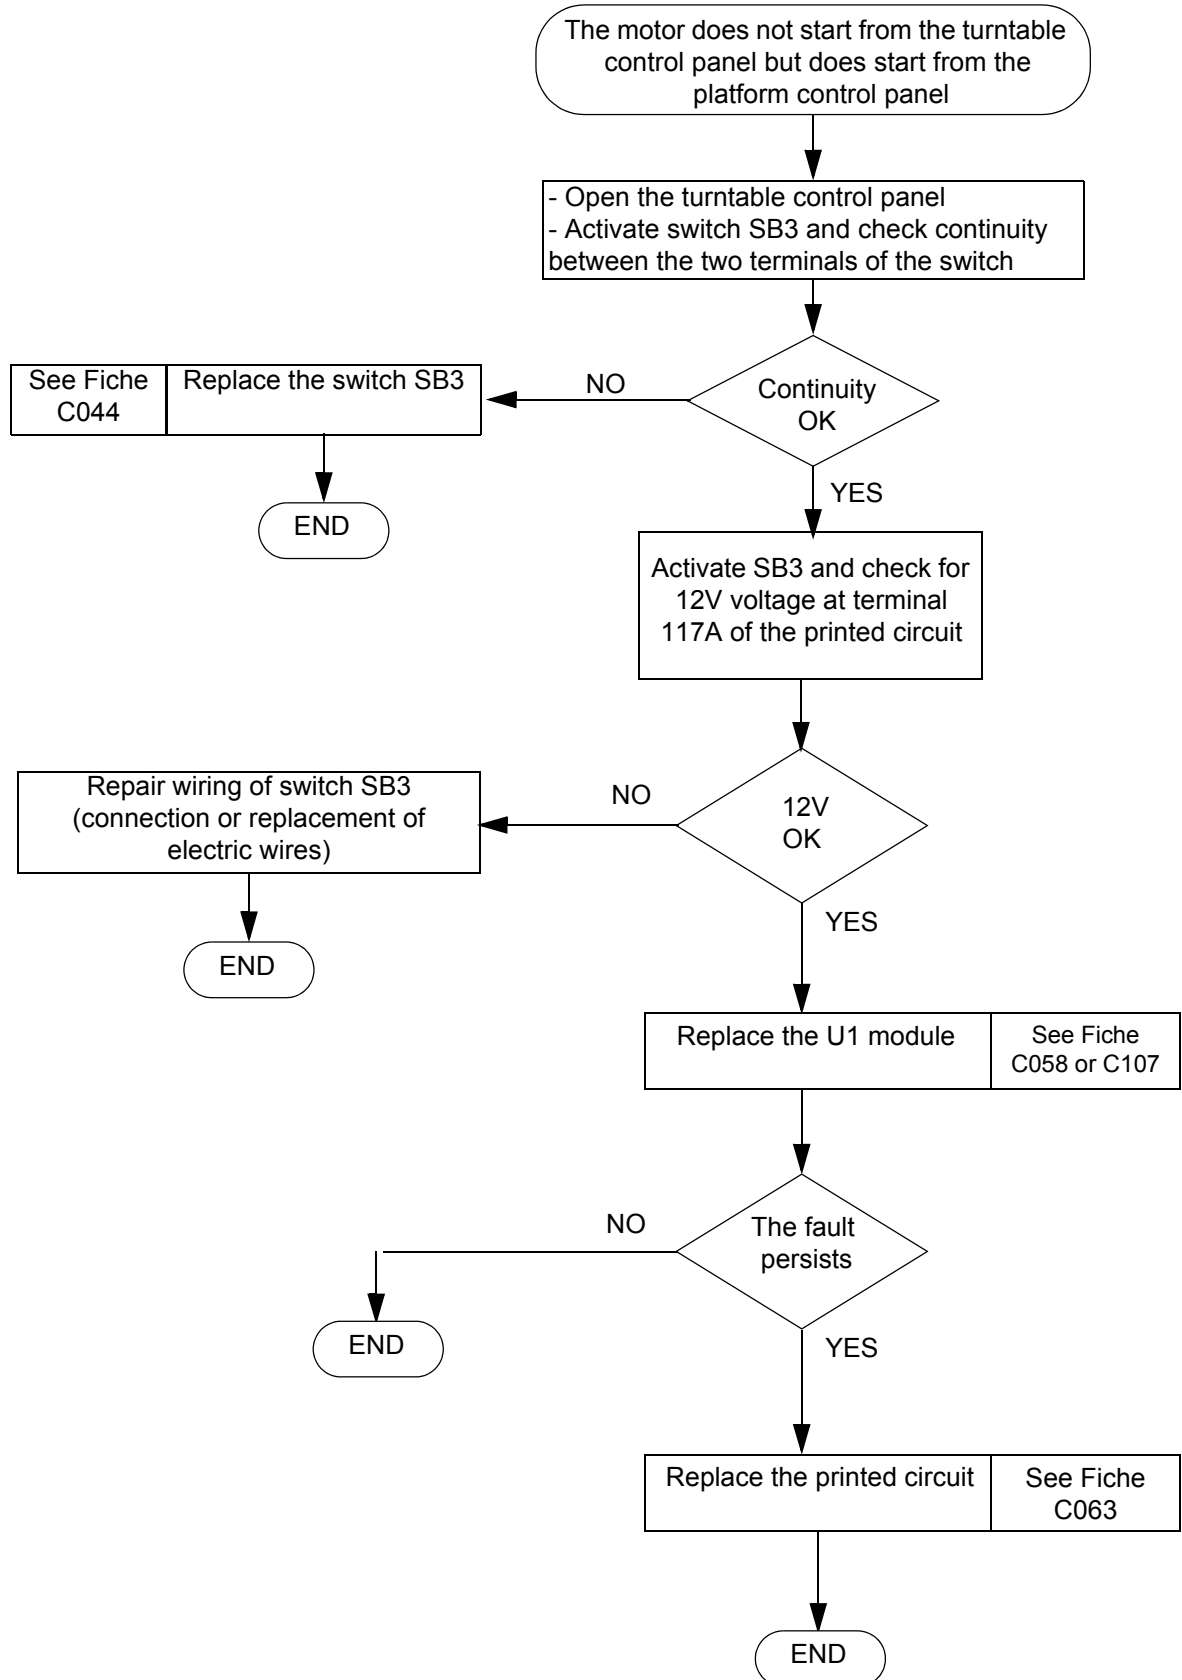 The motor does not start from the turntable
control panel but does start from the
platform control panel
- Open the turntable control panel
- Activate switch SB3 and check continuity
between the two terminals of the switch
See Fiche
C044
Replace the switch SB3
NO
Continuity
OK
YES
END
Activate SB3 and check for
12V voltage at terminal
117A of the printed circuit
Repair wiring of switch SB3
(connection or replacement of
electric wires)
NO
12V
OK
YES
END
Replace the U1 module
See Fiche
C058 or C107
NO
The fault
persists
END
YES
Replace the printed circuit
See Fiche
C063
END